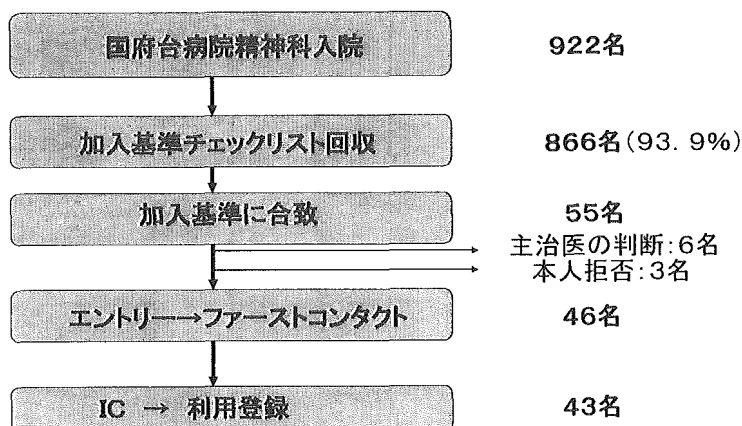 国府台病院精神科入院 922名
加入基準チェックリスト回収 866名(93.9%)
加入基準に合致 55名
主治医の判断:6名
本人拒否:3名
エントリー→ファーストコンタクト 46名
IC → 利用登録 43名